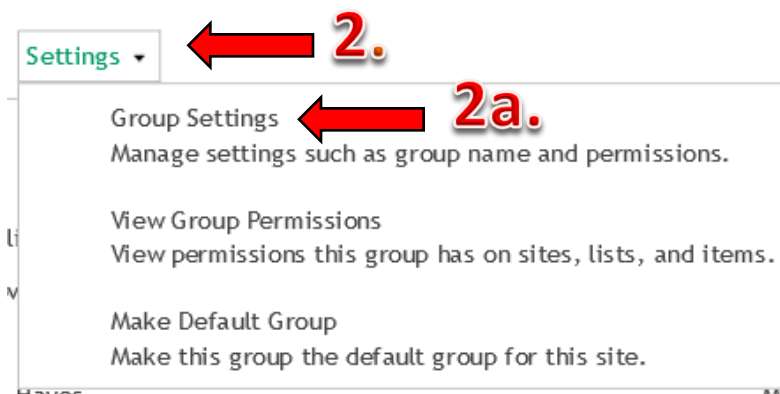 Settings
2.
Group Settings
2a.
Manage settings such as group name and permissions.
View Group Permissions
View permissions this group has on sites, lists, and items.
Make Default Group
Make this group the default group for this site.